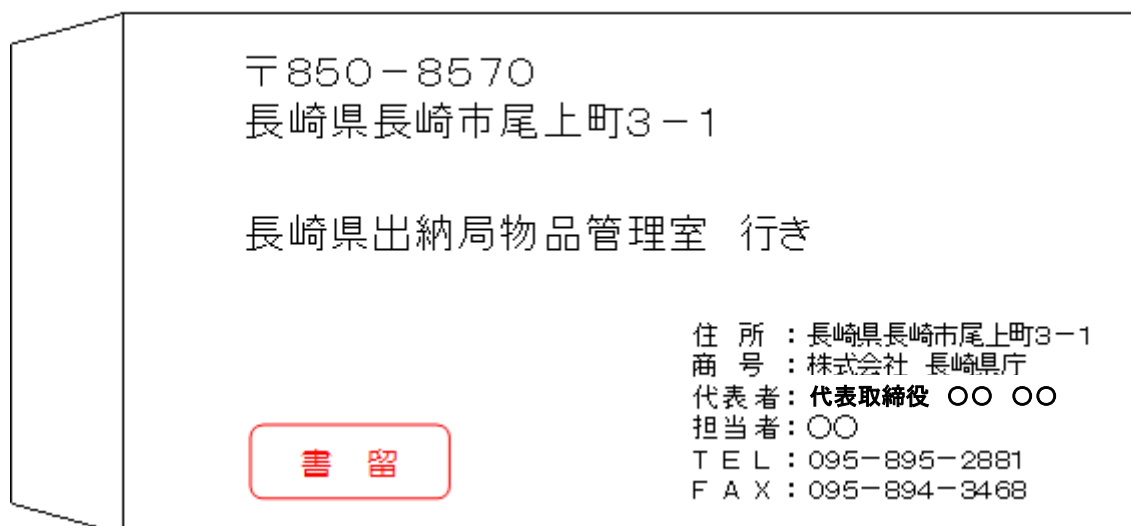 〒850-8570
長崎県長崎市尾上町3-1
長崎県出納局物品管理室 行き
住 所 :長崎県長崎市尾上町3-1
商 号 :株式会社 長崎県庁
代表者:代表取締役 〇〇 〇〇
担当者:〇〇
TEL:095-895-2881
FAX:095-894-3468
書 留